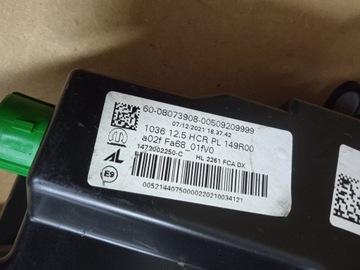 60-08073908-00509209999
07/12/2021 16.37.42
1036 12.5 HCR PL 149R00
a02f Fa68_01fV0
1473002250-C HL 2261 FCA DX
AL
E9
00521440750000220210034121